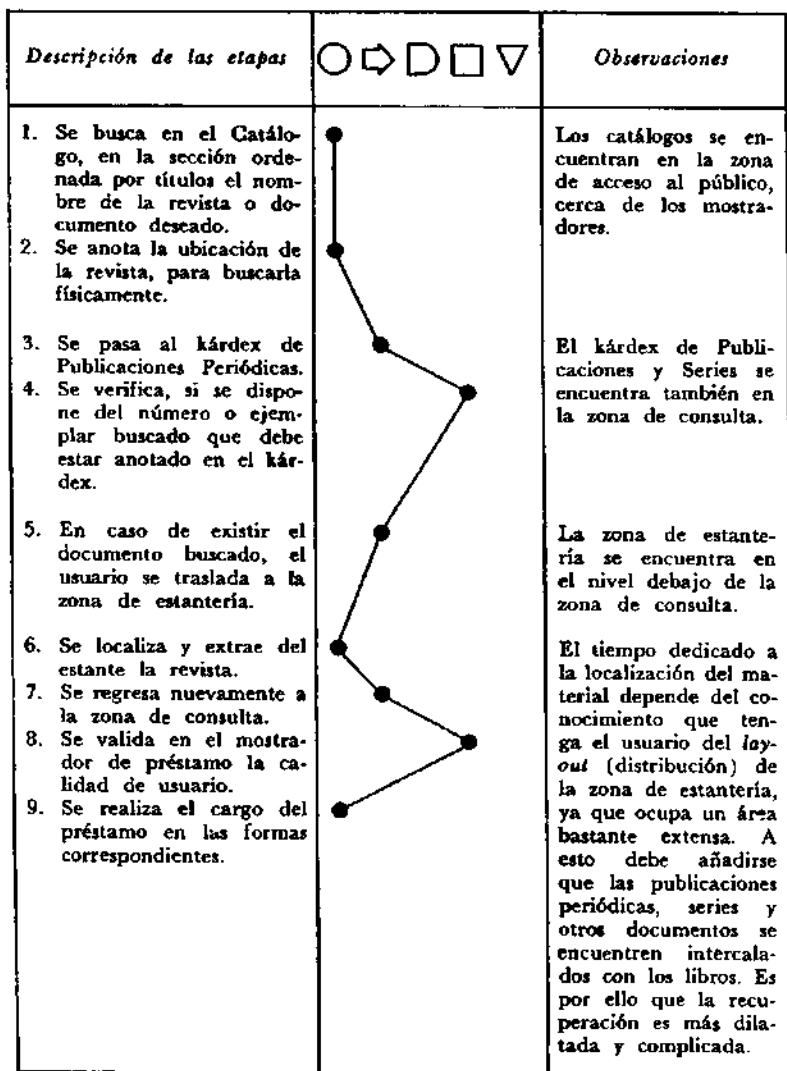 Descripción de las etapas
Observaciones
1. Se busca en el Catálo-
go, en la sección orde-
nada por títulos el nom-
bre de la revista o do-
cumento deseado.
2. Se anota la ubicación de
la revista, para buscarla
físicamente.
3. Se pasa al kárdex de
Publicaciones Periódicas.
4. Se verifica, si se dispo-
ne del número o ejem-
plar buscado que debe
estar anotado en el kár-
dex.
5. En caso de existir el
documento buscado, el
usuario se traslada a la
zona de estantería.
6. Se localiza y extrae del
estante la revista.
7. Se regresa nuevamente a
la zona de consulta.
8. Se valida en el mostra-
dor de préstamo la ca-
lidad de usuario.
9. Se realiza el cargo del
préstamo en las formas
correspondientes.
Los catálogos se en-
cuentran en la zona
de acceso al público,
cerca de los mostra-
dores.
El kárdex de Publi-
caciones y Series se
encuentra también en
la zona de consulta.
La zona de estante-
ría se encuentra en
el nivel debajo de la
zona de consulta.
El tiempo dedicado a
la localización del ma-
terial depende del co-
nocimiento que ten-
ga el usuario del lay-
out (distribución) de
la zona de estantería,
ya que ocupa un área
bastante extensa. A
esto debe añadirse
que las publicaciones
periódicas, series y
otros documentos se
encuentren intercala-
dos con los libros. Es
por ello que la recu-
peración es más dila-
tada y complicada.